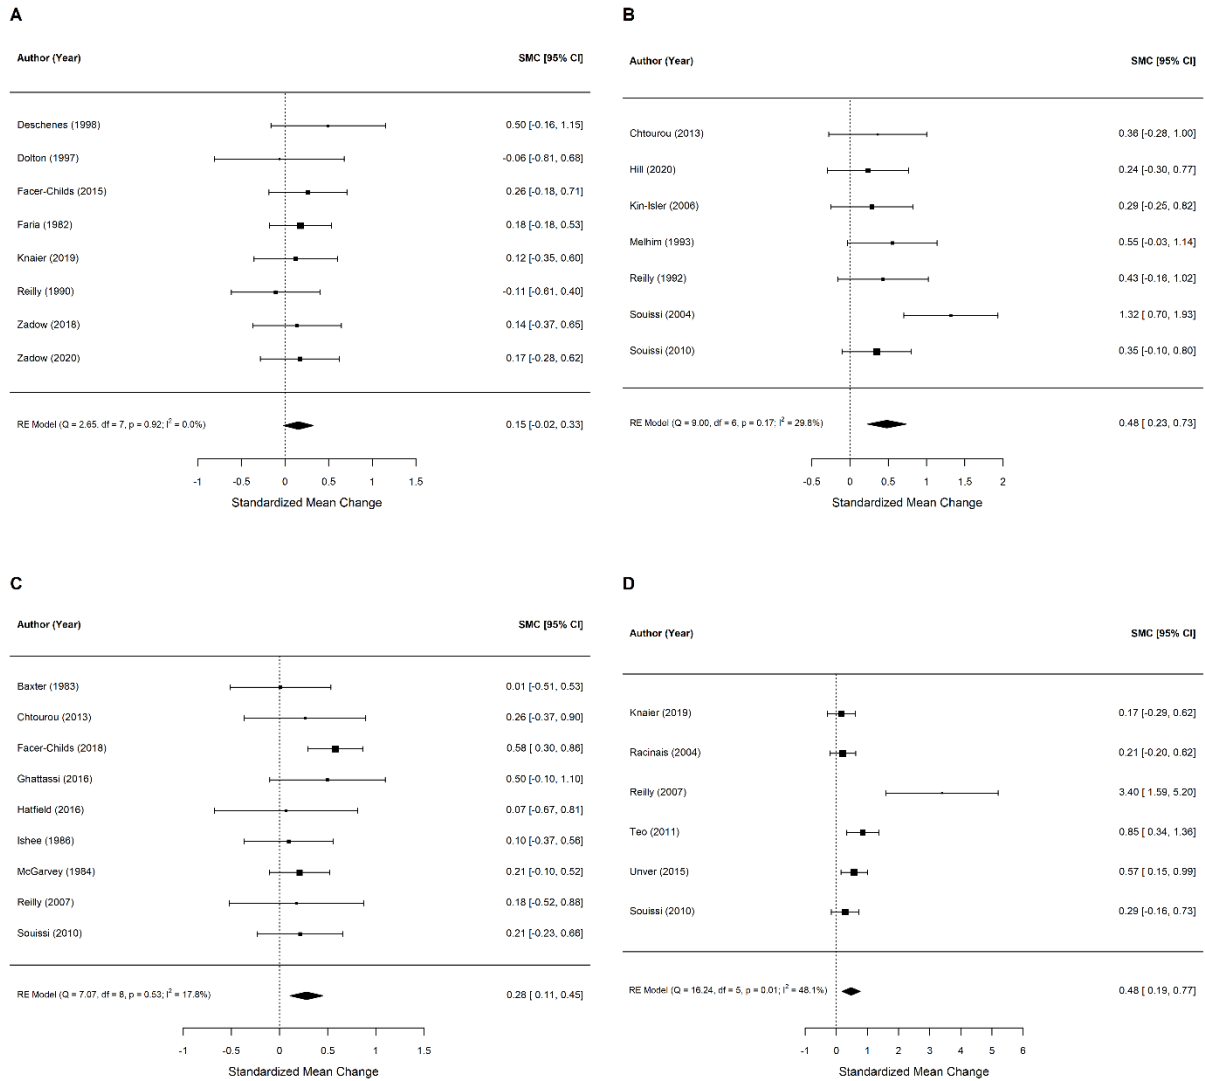 A
Author (Year) SMC [95% CI]
Deschenes (1998) 0.50 [-0.16, 1.15]
Dolton (1997) -0.06 [-0.81, 0.68]
Facer-Childs (2015) 0.26 [-0.18, 0.71]
Faria (1982) 0.18 [-0.18, 0.53]
Knaier (2019) 0.12 [-0.35, 0.60]
Reilly (1990) -0.11 [-0.61, 0.40]
Zadow (2018) 0.14 [-0.37, 0.65]
Zadow (2020) 0.17 [-0.28, 0.62]
RE Model (Q = 2.65, df = 7, p = 0.92; I² = 0.0%) 0.15 [-0.02, 0.33]
-1 -0.5 0 0.5 1 1.5
Standardized Mean Change
B
Author (Year) SMC [95% CI]
Chtourou (2013) 0.36 [-0.28, 1.00]
Hill (2020) 0.24 [-0.30, 0.77]
Kin-Isler (2006) 0.29 [-0.25, 0.82]
Melhim (1993) 0.55 [-0.03, 1.14]
Reilly (1992) 0.43 [-0.16, 1.02]
Souissi (2004) 1.32 [ 0.70, 1.93]
Souissi (2010) 0.35 [-0.10, 0.80]
RE Model (Q = 9.00, df = 6, p = 0.17; I² = 29.8%) 0.48 [ 0.23, 0.73]
-1 0 0.5 1 1.5 2
Standardized Mean Change
C
Author (Year) SMC [95% CI]
Baxter (1983) 0.01 [-0.51, 0.53]
Chtourou (2013) 0.26 [-0.37, 0.90]
Facer-Childs (2018) 0.58 [ 0.30, 0.86]
Ghattassi (2016) 0.50 [-0.10, 1.10]
Hatfield (2016) 0.07 [-0.67, 0.81]
Ishee (1986) 0.10 [-0.37, 0.56]
McGarvey (1984) 0.21 [-0.10, 0.52]
Reilly (2007) 0.18 [-0.52, 0.88]
Souissi (2010) 0.21 [-0.23, 0.66]
RE Model (Q = 7.07, df = 8, p = 0.53; I² = 17.8%) 0.28 [ 0.11, 0.45]
-1 -0.5 0 0.5 1 1.5
Standardized Mean Change
D
Author (Year) SMC [95% CI]
Knaier (2019) 0.17 [-0.29, 0.62]
Racinais (2004) 0.21 [-0.20, 0.62]
Reilly (2007) 3.40 [ 1.59, 5.20]
Teo (2011) 0.85 [ 0.34, 1.36]
Unver (2015) 0.57 [ 0.15, 0.99]
Souissi (2010) 0.29 [-0.16, 0.73]
RE Model (Q = 16.24, df = 5, p = 0.01; I² = 48.1%) 0.48 [ 0.19, 0.77]
-1 0 1 2 3 4 5 6
Standardized Mean Change